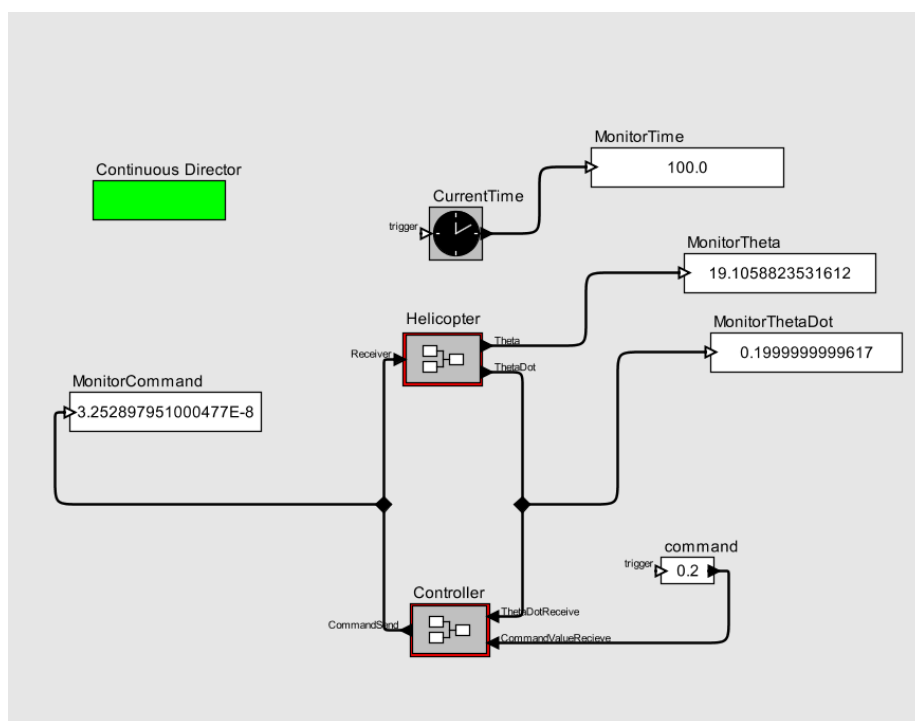 MonitorTime
100.0
Continuous Director
CurrentTime
trigger
MonitorTheta
19.1058823531612
Helicopter
MonitorThetaDot
Theta
Receiver
0.1999999999617
ThetaDot
MonitorCommand
3.252897951000477E-8
command
trigger
0.2
Controller
ThetaDotReceive
CommandSend
CommandValueRecieve